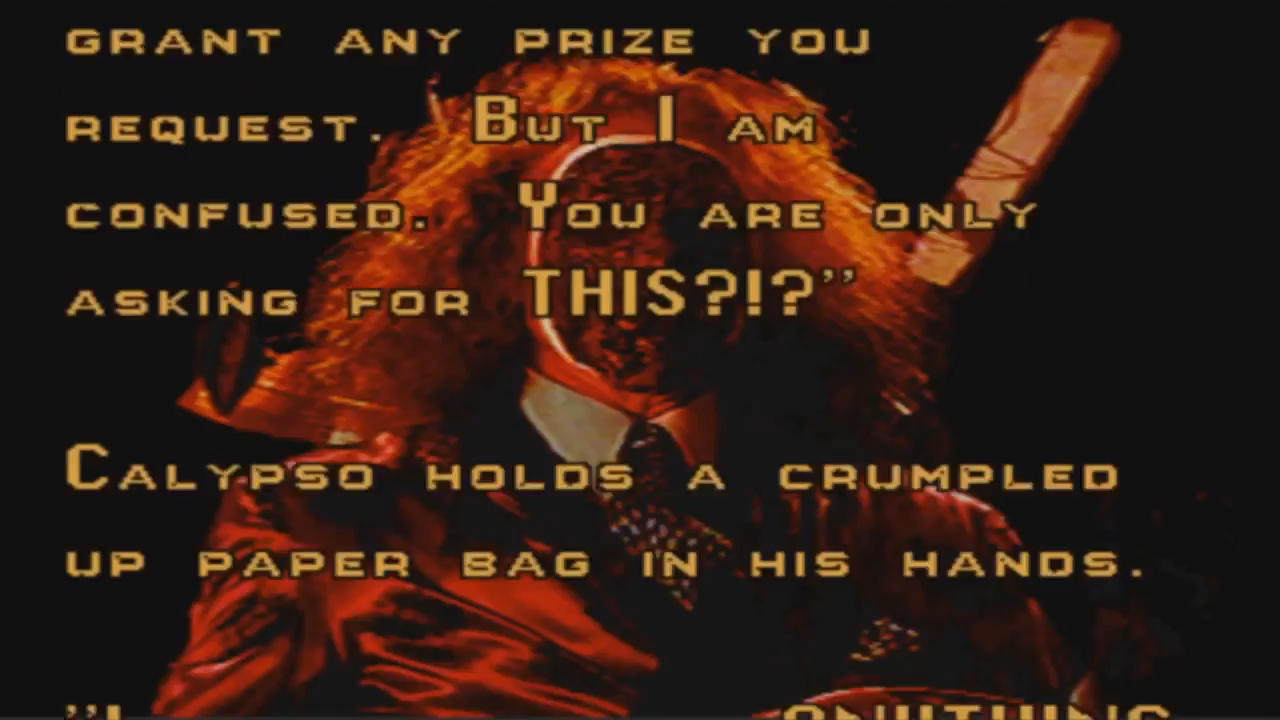 GRANT ANY PRIZE YOU
REQUEST. BUT I AM
CONFUSED. YOU ARE ONLY
ASKING FOR THIS?!?”
CALYPSO HOLDS A CRUMPLED
UP PAPER BAG IN HIS HANDS.